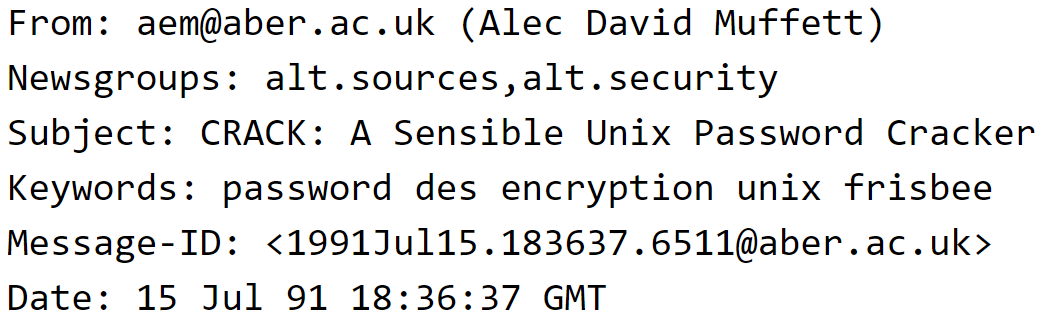 From: aem@aber.ac.uk (Alec David Muffett)
Newsgroups: alt.sources,alt.security
Subject: CRACK: A Sensible Unix Password Cracker
Keywords: password des encryption unix frisbee
Message-ID: <1991Jul15.183637.6511@aber.ac.uk>
Date: 15 Jul 91 18:36:37 GMT